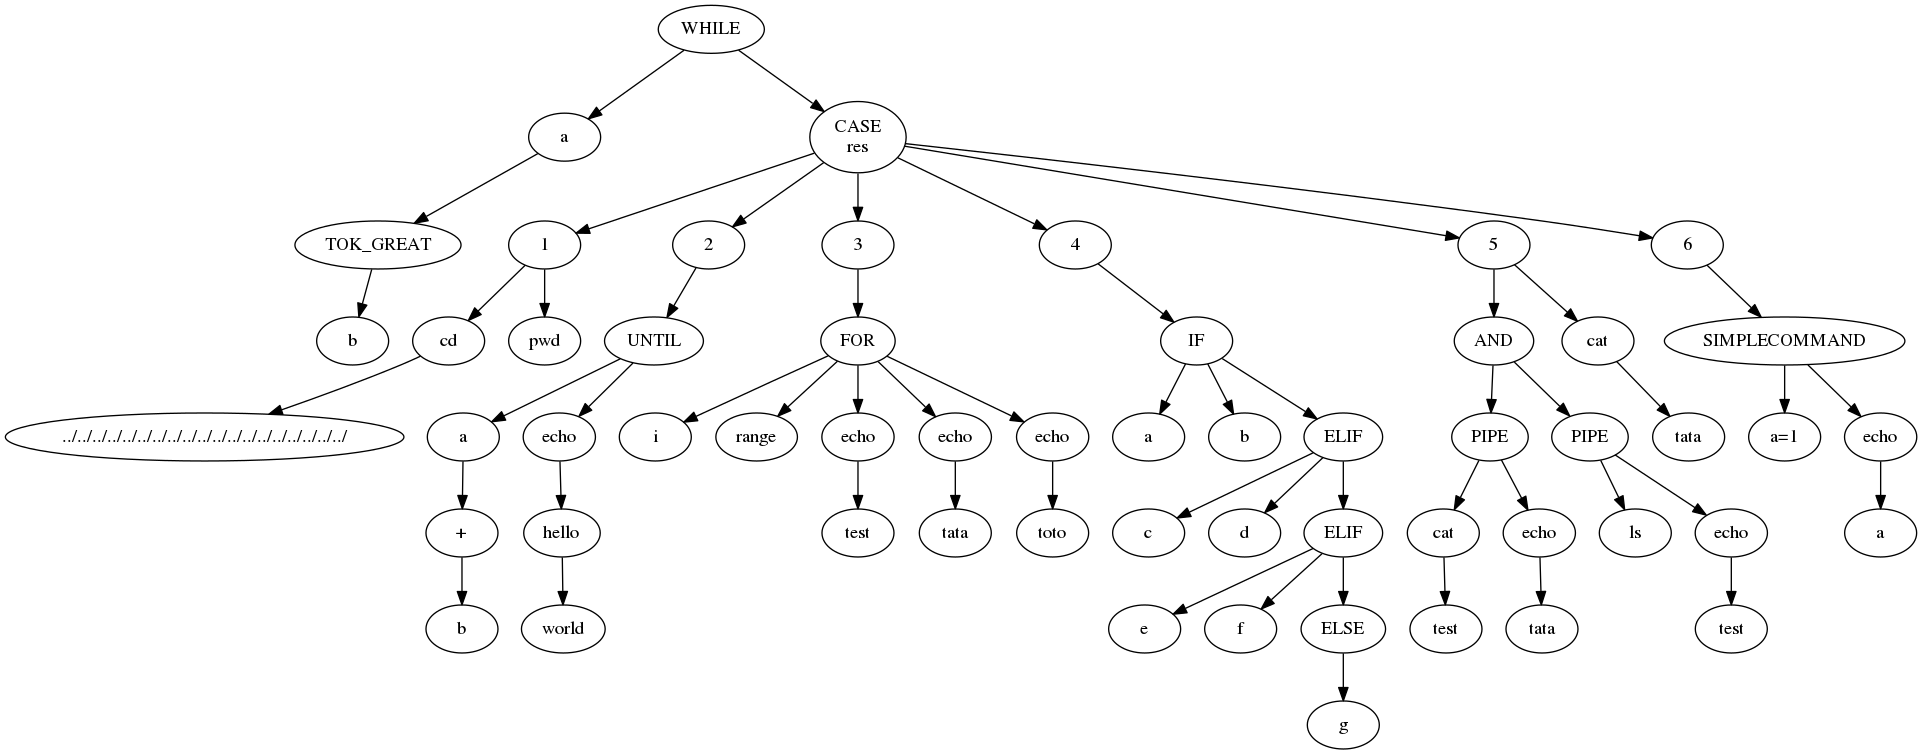 WHILE
a
CASE
res
TOK_GREAT
1
2
3
4
5
6
b
cd
pwd
UNTIL
FOR
IF
AND
cat
SIMPLECOMMAND
../../../../../../../../../../../../../../../../../../../
a
echo
i
range
echo
echo
echo
a
b
ELIF
PIPE
PIPE
tata
a=1
echo
+
hello
test
tata
toto
c
d
ELIF
cat
echo
ls
echo
a
b
world
e
f
ELSE
test
tata
test
g